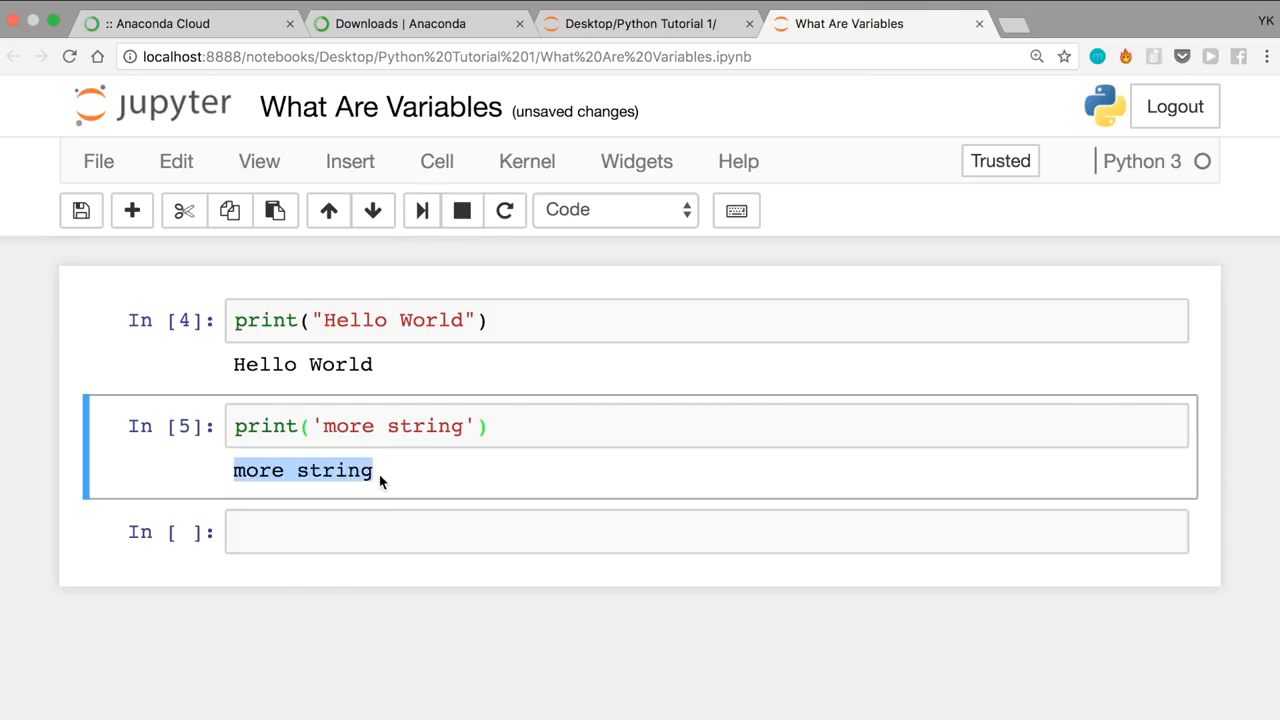 :: Anaconda Cloud
Downloads | Anaconda
Desktop/Python Tutorial 1/
What Are Variables
YK
localhost:8888/notebooks/Desktop/Python%20Tutorial%201/What%20Are%20Variables.ipynb
jupyter What Are Variables (unsaved changes) Logout
File Edit View Insert Cell Kernel Widgets Help Trusted Python 3
Code
In [4]: print("Hello World")
Hello World
In [5]: print('more string')
more string
In [ ]: